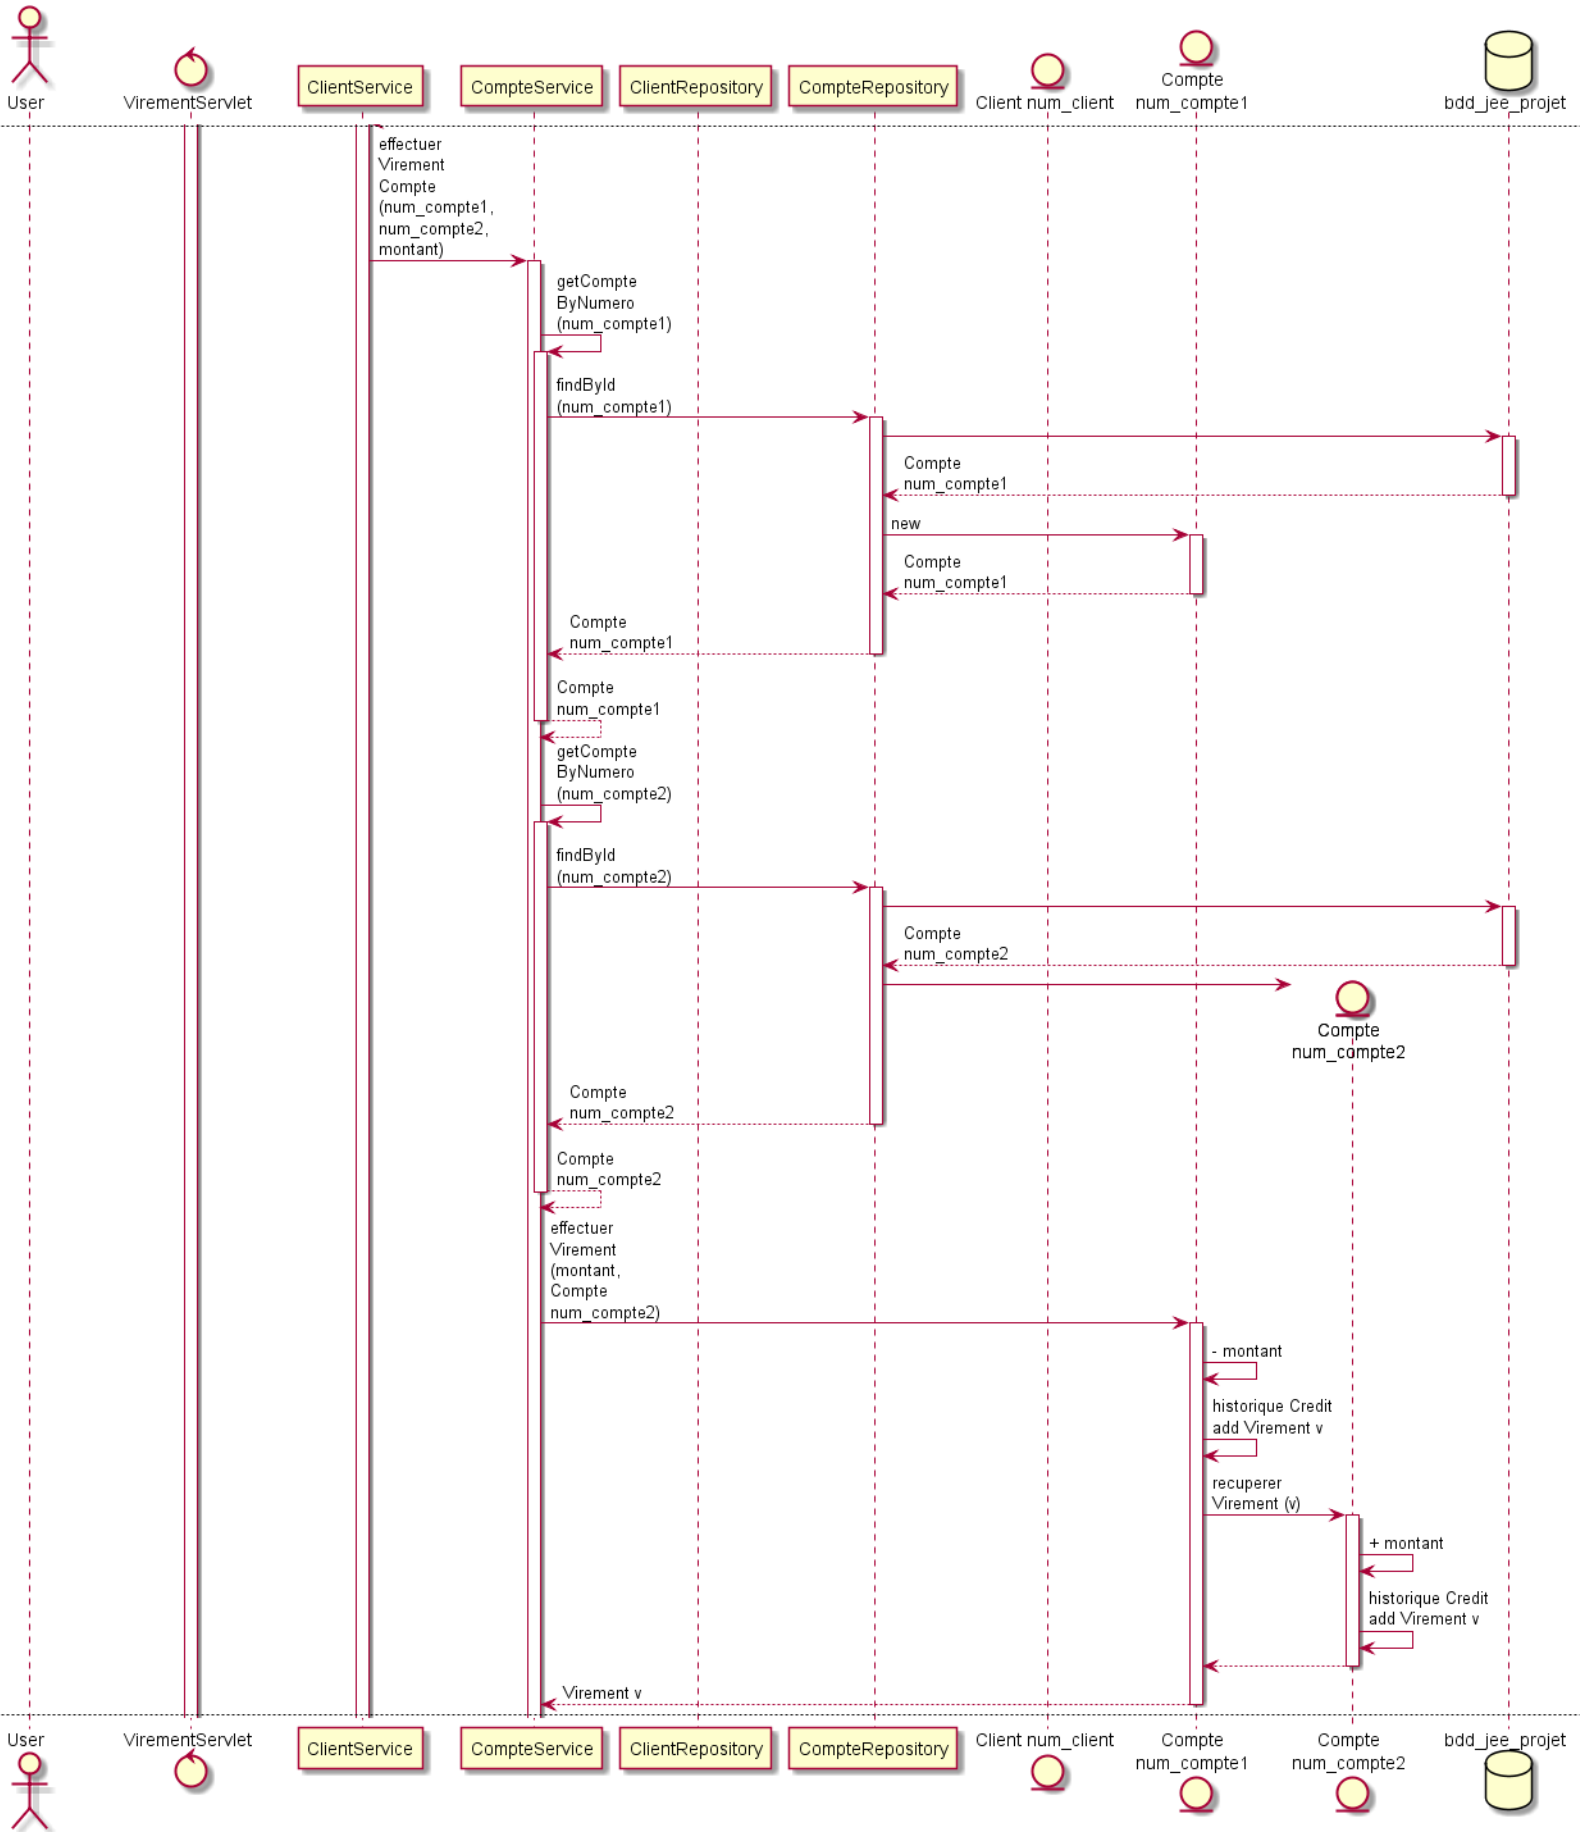 User
VirementServlet
ClientService
CompteService
ClientRepository
CompteRepository
Client num_client
Compte
num_compte1
bdd_jee_projet
effectuer
Virement
Compte
(num_compte1,
num_compte2,
montant)
getCompte
ByNumero
(num_compte1)
findById
(num_compte1)
Compte
num_compte1
new
Compte
num_compte1
Compte
num_compte1
Compte
num_compte1
getCompte
ByNumero
(num_compte2)
findById
(num_compte2)
Compte
num_compte2
Compte
num_compte2
Compte
num_compte2
Compte
num_compte2
effectuer
Virement
(montant,
Compte
num_compte2)
- montant
historique Credit
add Virement v
recuperer
Virement (v)
+ montant
historique Credit
add Virement v
Virement v
User
VirementServlet
ClientService
CompteService
ClientRepository
CompteRepository
Client num_client
Compte
num_compte1
Compte
num_compte2
bdd_jee_projet